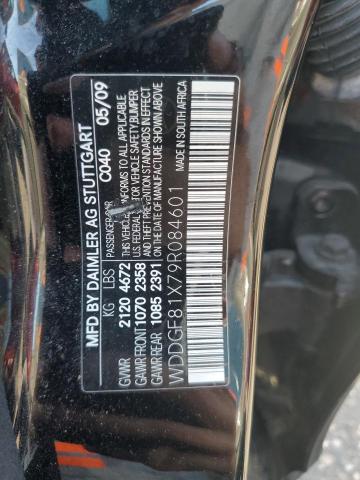 MFD BY DAIMLER AG STUTTGART
KG LBS PASSENGER CAR C040 05/09
GVWR 2120 4672 THIS VEHICLE CONFORMS TO ALL APPLICABLE
GAWR FRONT 1070 2358 U.S. FEDERAL MOTOR VEHICLE SAFETY BUMPER
GAWR REAR 1085 2391 AND THEFT PREVENTION STANDARDS IN EFFECT
ON THE DATE OF MANUFACTURE SHOWN ABOVE
MADE IN SOUTH AFRICA
WDDGF81X79R084601